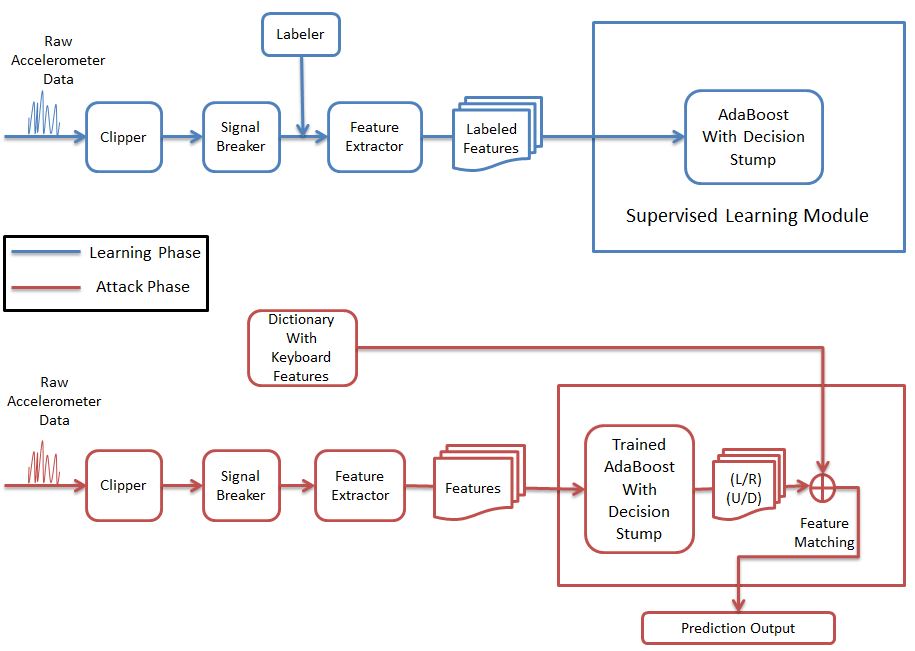 Labeler
Raw
Accelerometer
Data
Clipper
Signal
Breaker
Feature
Extractor
Labeled
Features
AdaBoost
With Decision
Stump
Supervised Learning Module
Learning Phase
Attack Phase
Dictionary
With
Keyboard
Features
Raw
Accelerometer
Data
Clipper
Signal
Breaker
Feature
Extractor
Features
Trained
AdaBoost
With
Decision
Stump
(L/R)
(U/D)
Feature
Matching
Prediction Output